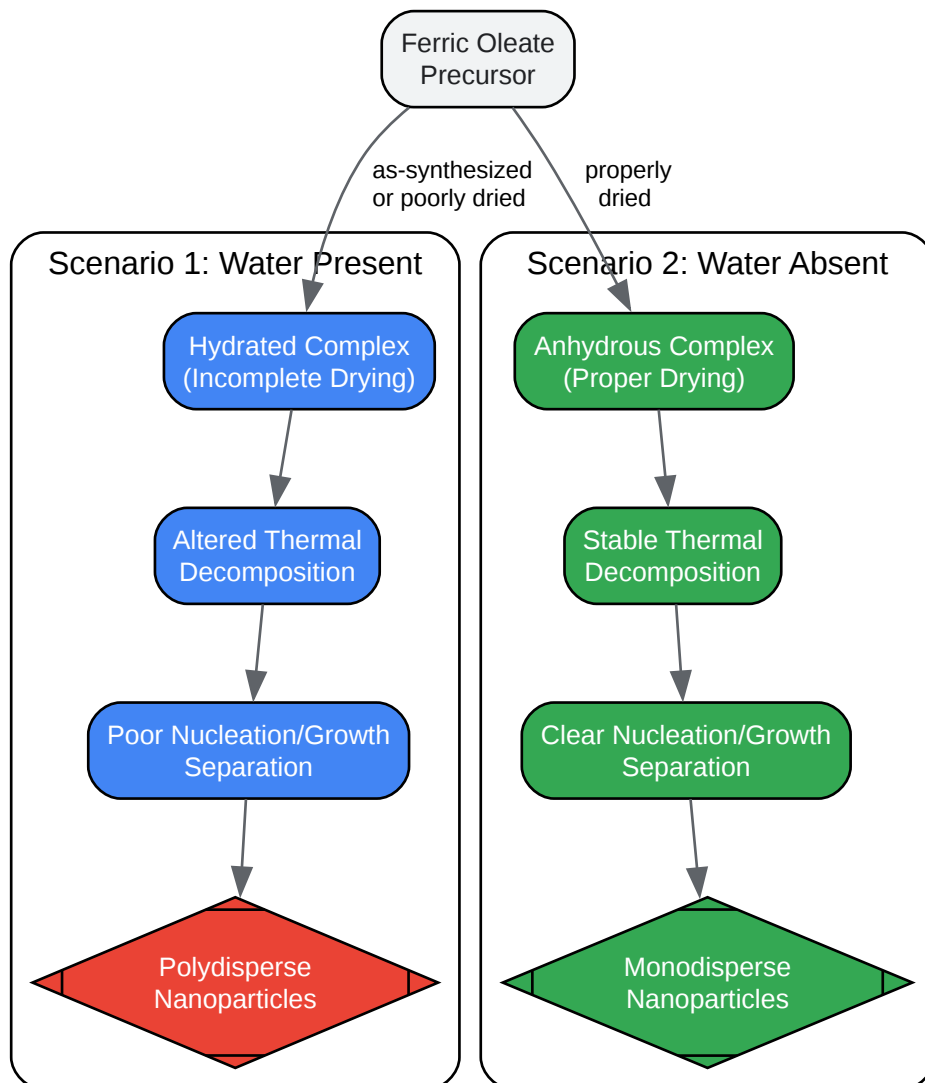 Ferric Oleate
Precursor
as-synthesized
or poorly dried
properly
dried
Scenario 1: Water Present
Hydrated Complex
(Incomplete Drying)
Altered Thermal
Decomposition
Poor Nucleation/Growth
Separation
Polydisperse
Nanoparticles
Scenario 2: Water Absent
Anhydrous Complex
(Proper Drying)
Stable Thermal
Decomposition
Clear Nucleation/Growth
Separation
Monodisperse
Nanoparticles